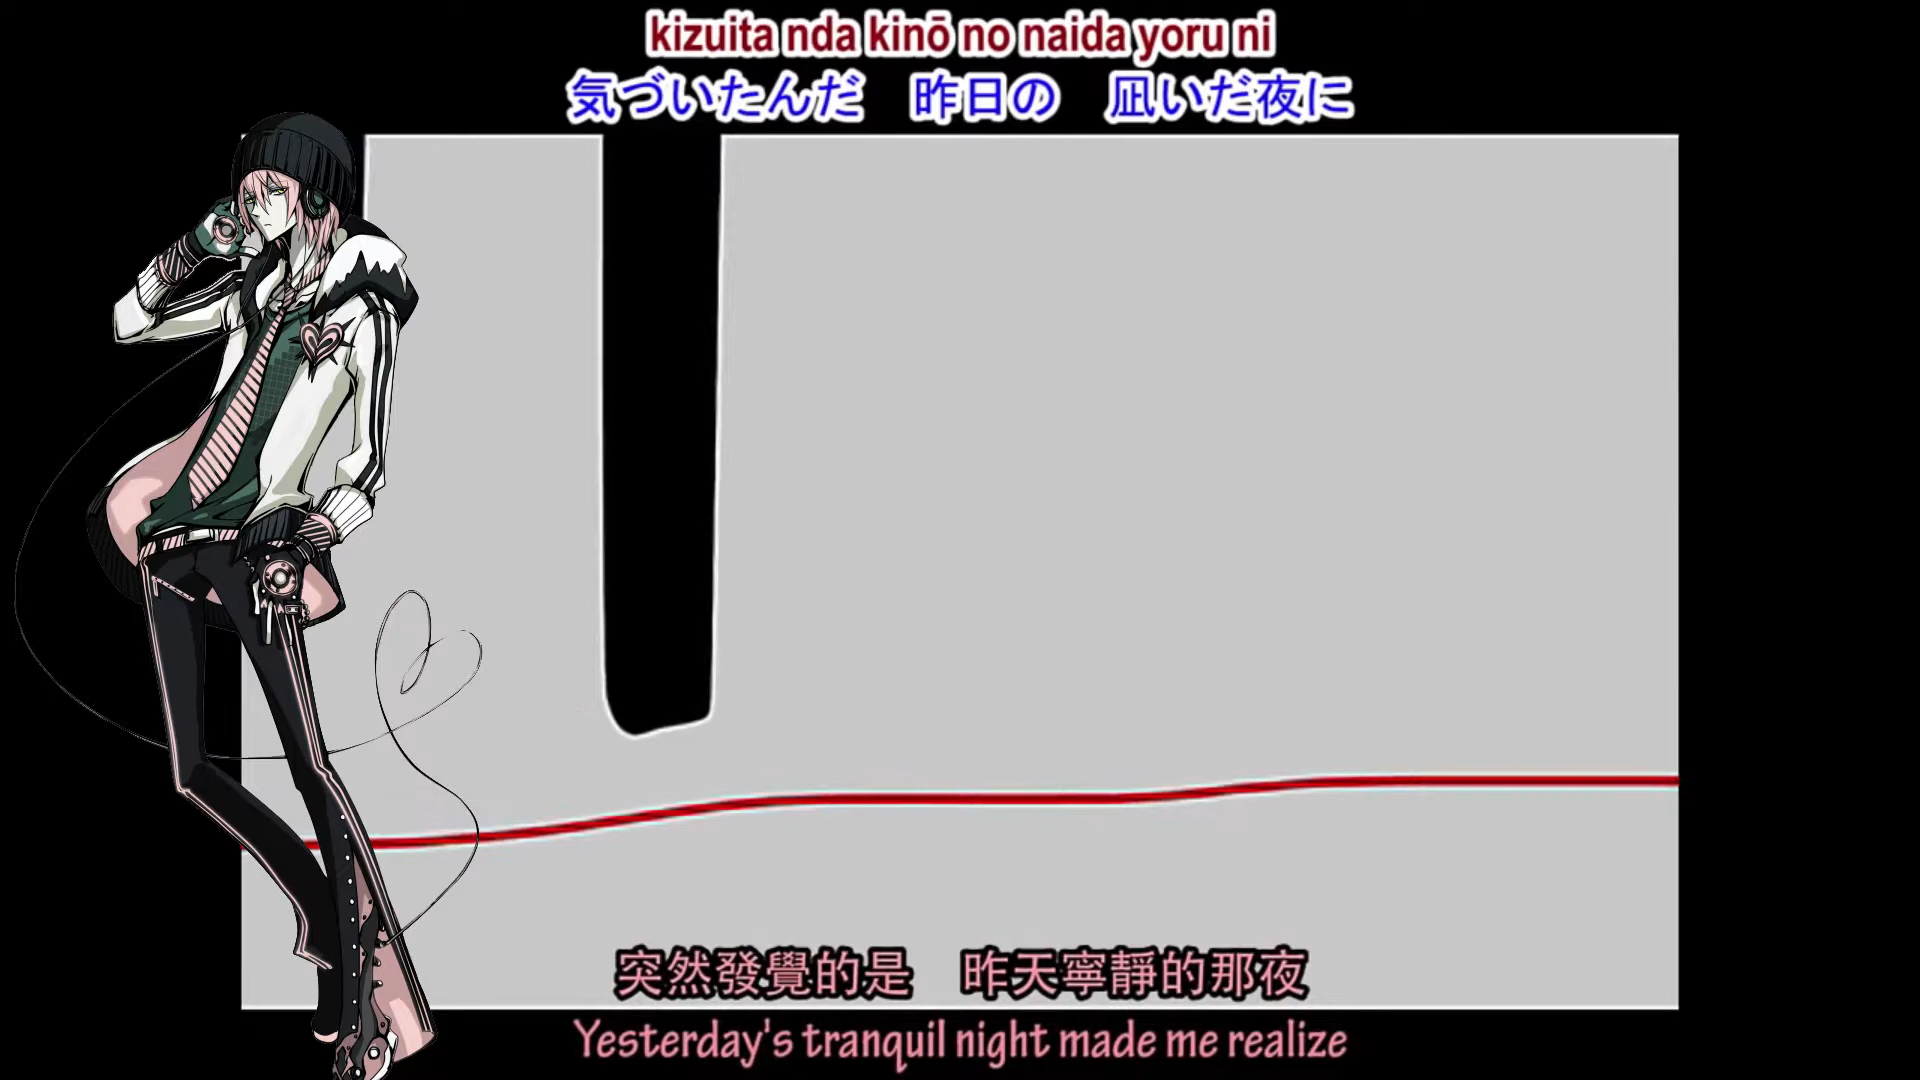 kizuita nda kinō no naida yoru ni
気づいたんだ　昨日の　凪いだ夜に
突然發覺的是　昨天寧靜的那夜
Yesterday's tranquil night made me realize